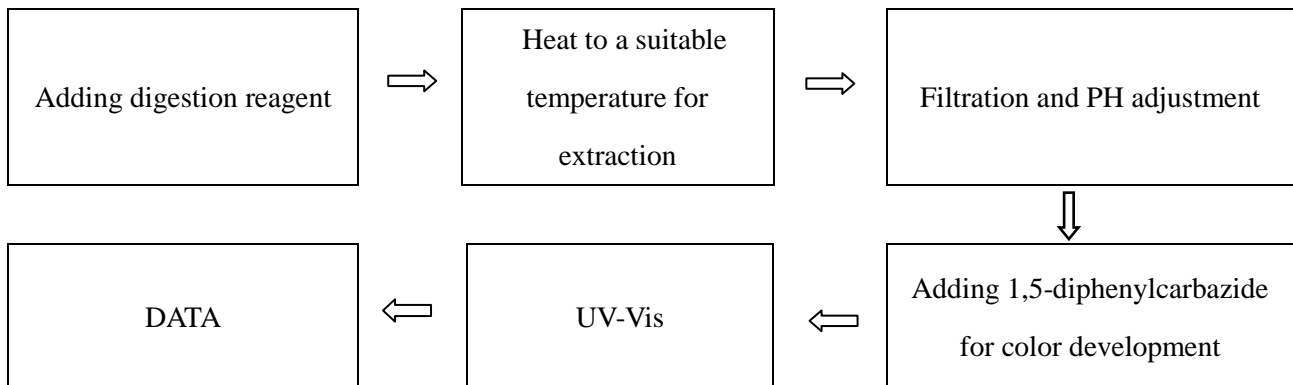 Adding digestion reagent
Heat to a suitable
temperature for
extraction
Filtration and PH adjustment
Adding 1,5-diphenylcarbazide
for color development
UV-Vis
DATA